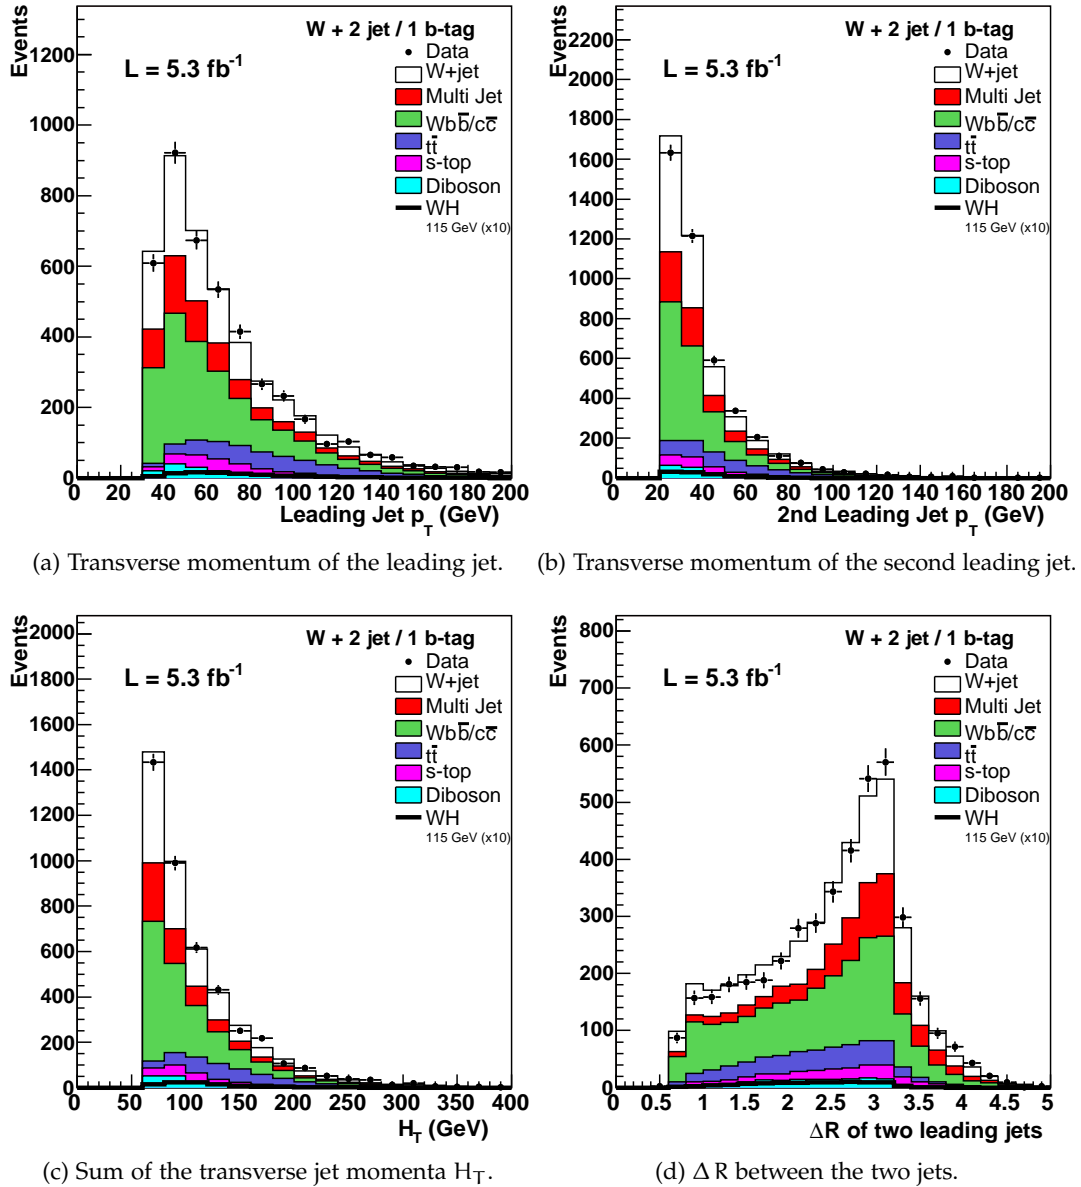 Events
1200
1000
800
600
400
200
0
0 20 40 60 80 100 120 140 160 180 200
Leading Jet p_T (GeV)
L = 5.3 fb⁻¹
W + 2 jet / 1 b-tag
Data
W+jet
Multi Jet
Wbb̄/cc̄
tt̄
s-top
Diboson
WH
115 GeV (x10)
(a) Transverse momentum of the leading jet.
Events
2200
2000
1800
1600
1400
1200
1000
800
600
400
200
0
0 20 40 60 80 100 120 140 160 180 200
2nd Leading Jet p_T (GeV)
L = 5.3 fb⁻¹
W + 2 jet / 1 b-tag
Data
W+jet
Multi Jet
Wbb̄/cc̄
tt̄
s-top
Diboson
WH
115 GeV (x10)
(b) Transverse momentum of the second leading jet.
Events
2000
1800
1600
1400
1200
1000
800
600
400
200
0
0 50 100 150 200 250 300 350 400
H_T (GeV)
L = 5.3 fb⁻¹
W + 2 jet / 1 b-tag
Data
W+jet
Multi Jet
Wbb̄/cc̄
tt̄
s-top
Diboson
WH
115 GeV (x10)
(c) Sum of the transverse jet momenta H_T.
Events
800
700
600
500
400
300
200
100
0
0 0.5 1 1.5 2 2.5 3 3.5 4 4.5 5
ΔR of two leading jets
L = 5.3 fb⁻¹
W + 2 jet / 1 b-tag
Data
W+jet
Multi Jet
Wbb̄/cc̄
tt̄
s-top
Diboson
WH
115 GeV (x10)
(d) ΔR between the two jets.